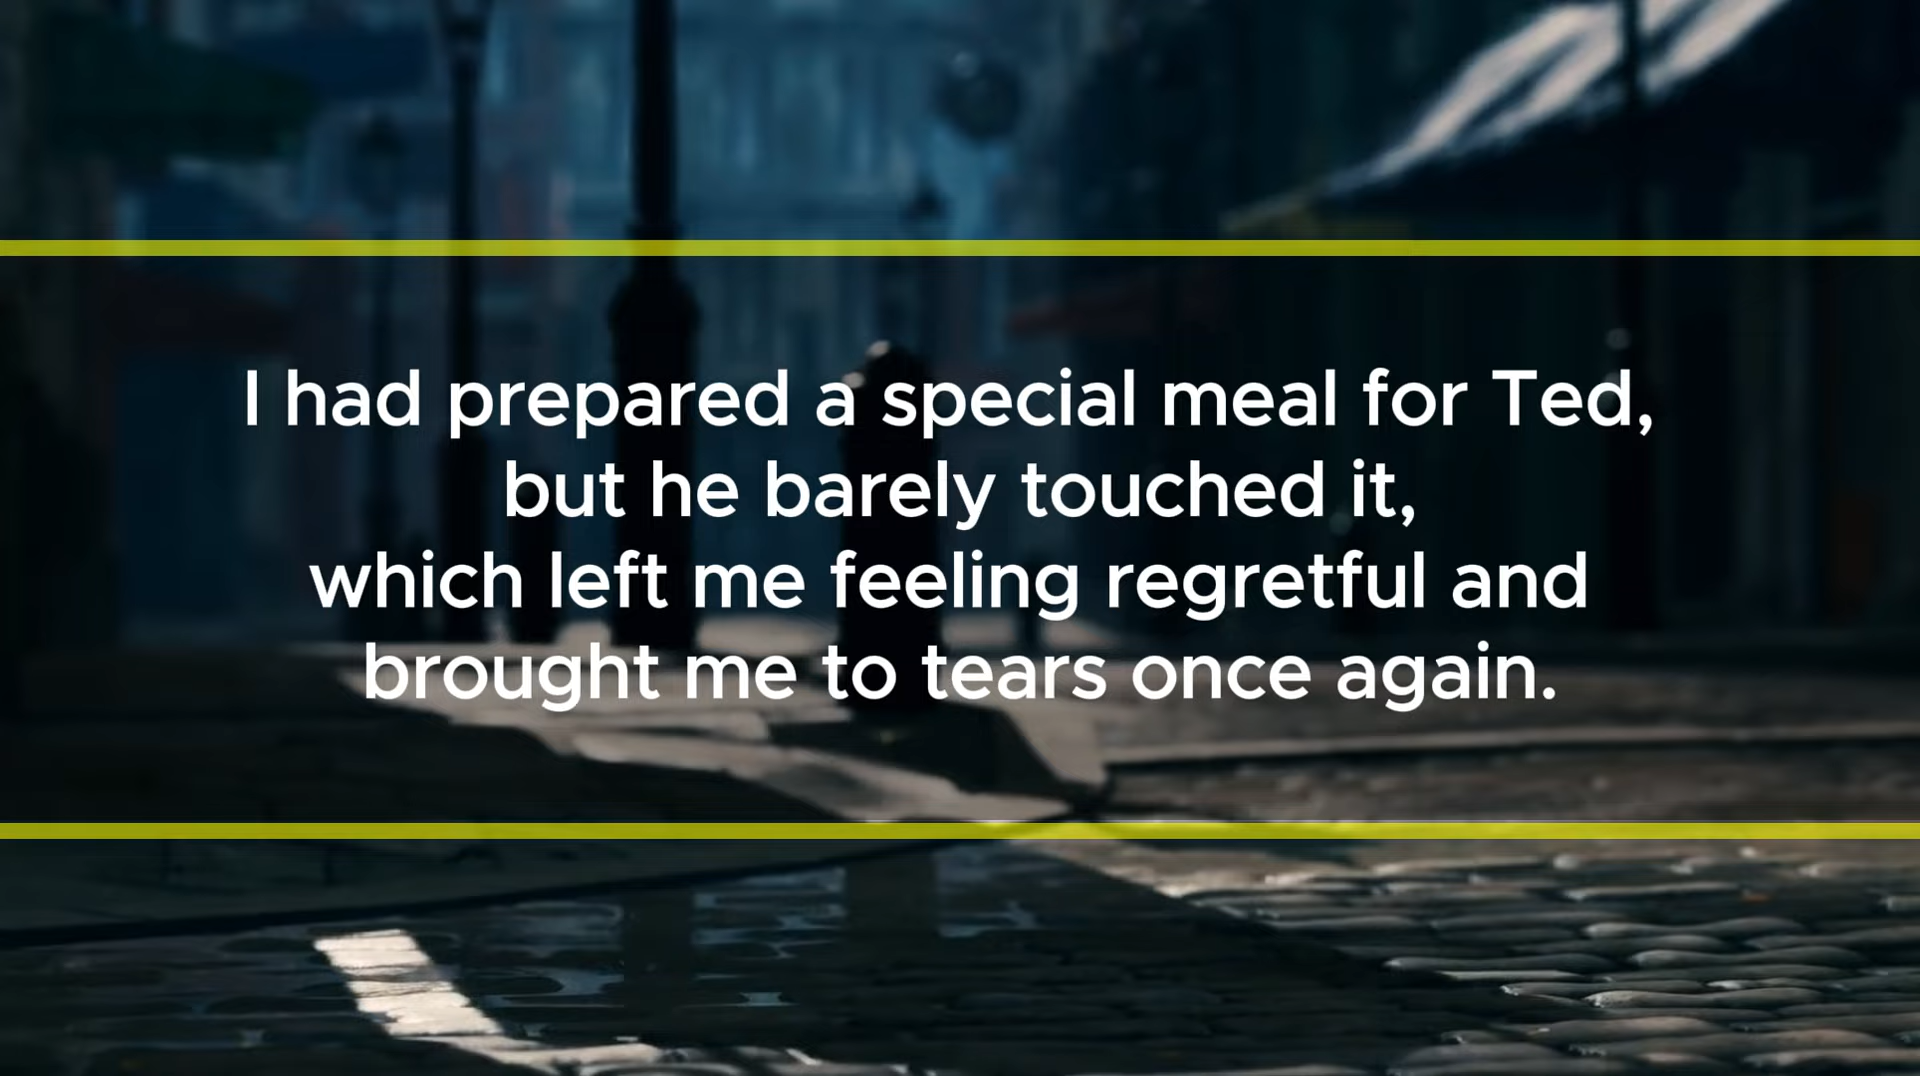 I had prepared a special meal for Ted,
but he barely touched it,
which left me feeling regretful and
brought me to tears once again.